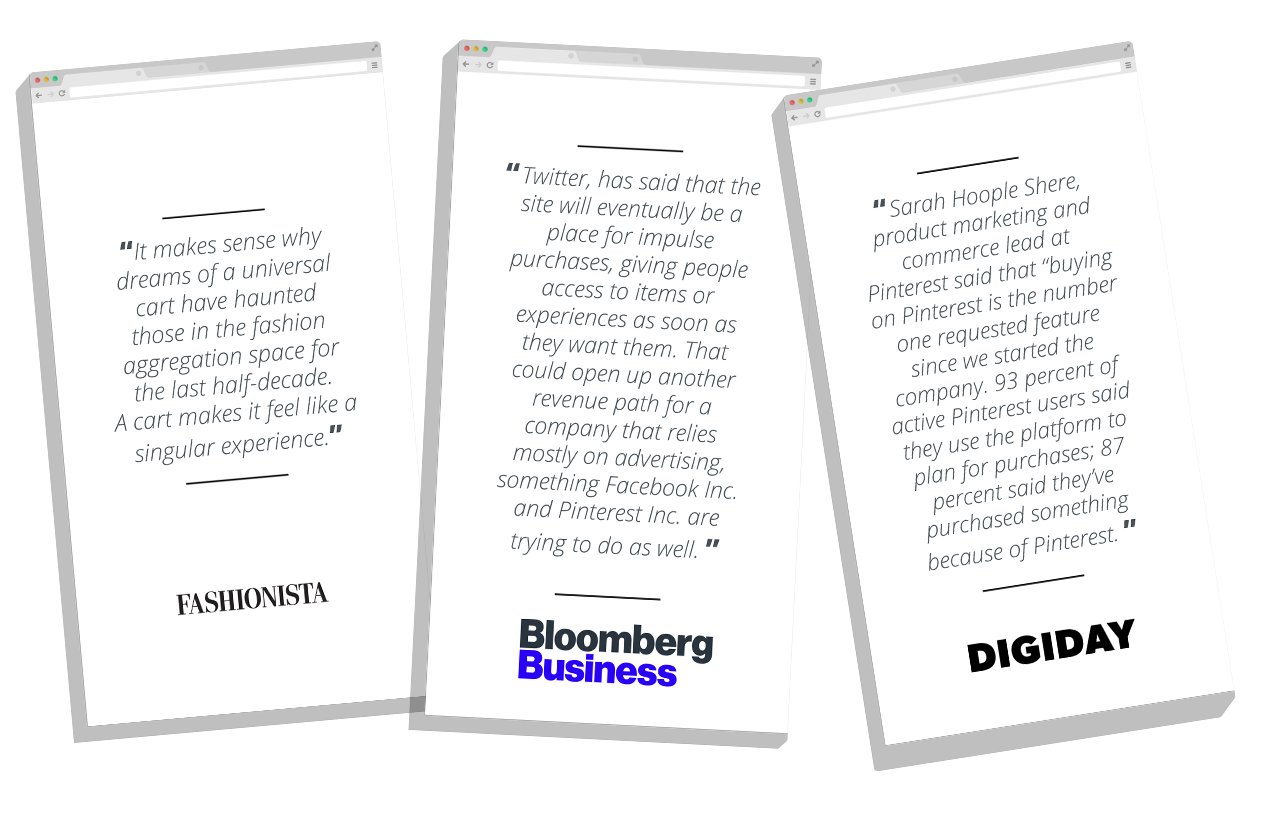 “It makes sense why
dreams of a universal
cart have haunted
those in the fashion
aggregation space for
the last half-decade.
A cart makes it feel like a
singular experience.”
FASHIONISTA
“Twitter, has said that the
site will eventually be a
place for impulse
purchases, giving people
access to items or
experiences as soon as
they want them. That
could open up another
revenue path for a
company that relies
mostly on advertising,
something Facebook Inc.
and Pinterest Inc. are
trying to do as well. ”
Bloomberg
Business
“Sarah Hoople Shere,
product marketing and
commerce lead at
Pinterest said that “buying
on Pinterest is the number
one requested feature
since we started the
company. 93 percent of
active Pinterest users said
they use the platform to
plan for purchases; 87
percent said they’ve
purchased something
because of Pinterest. ”
DIGIDAY